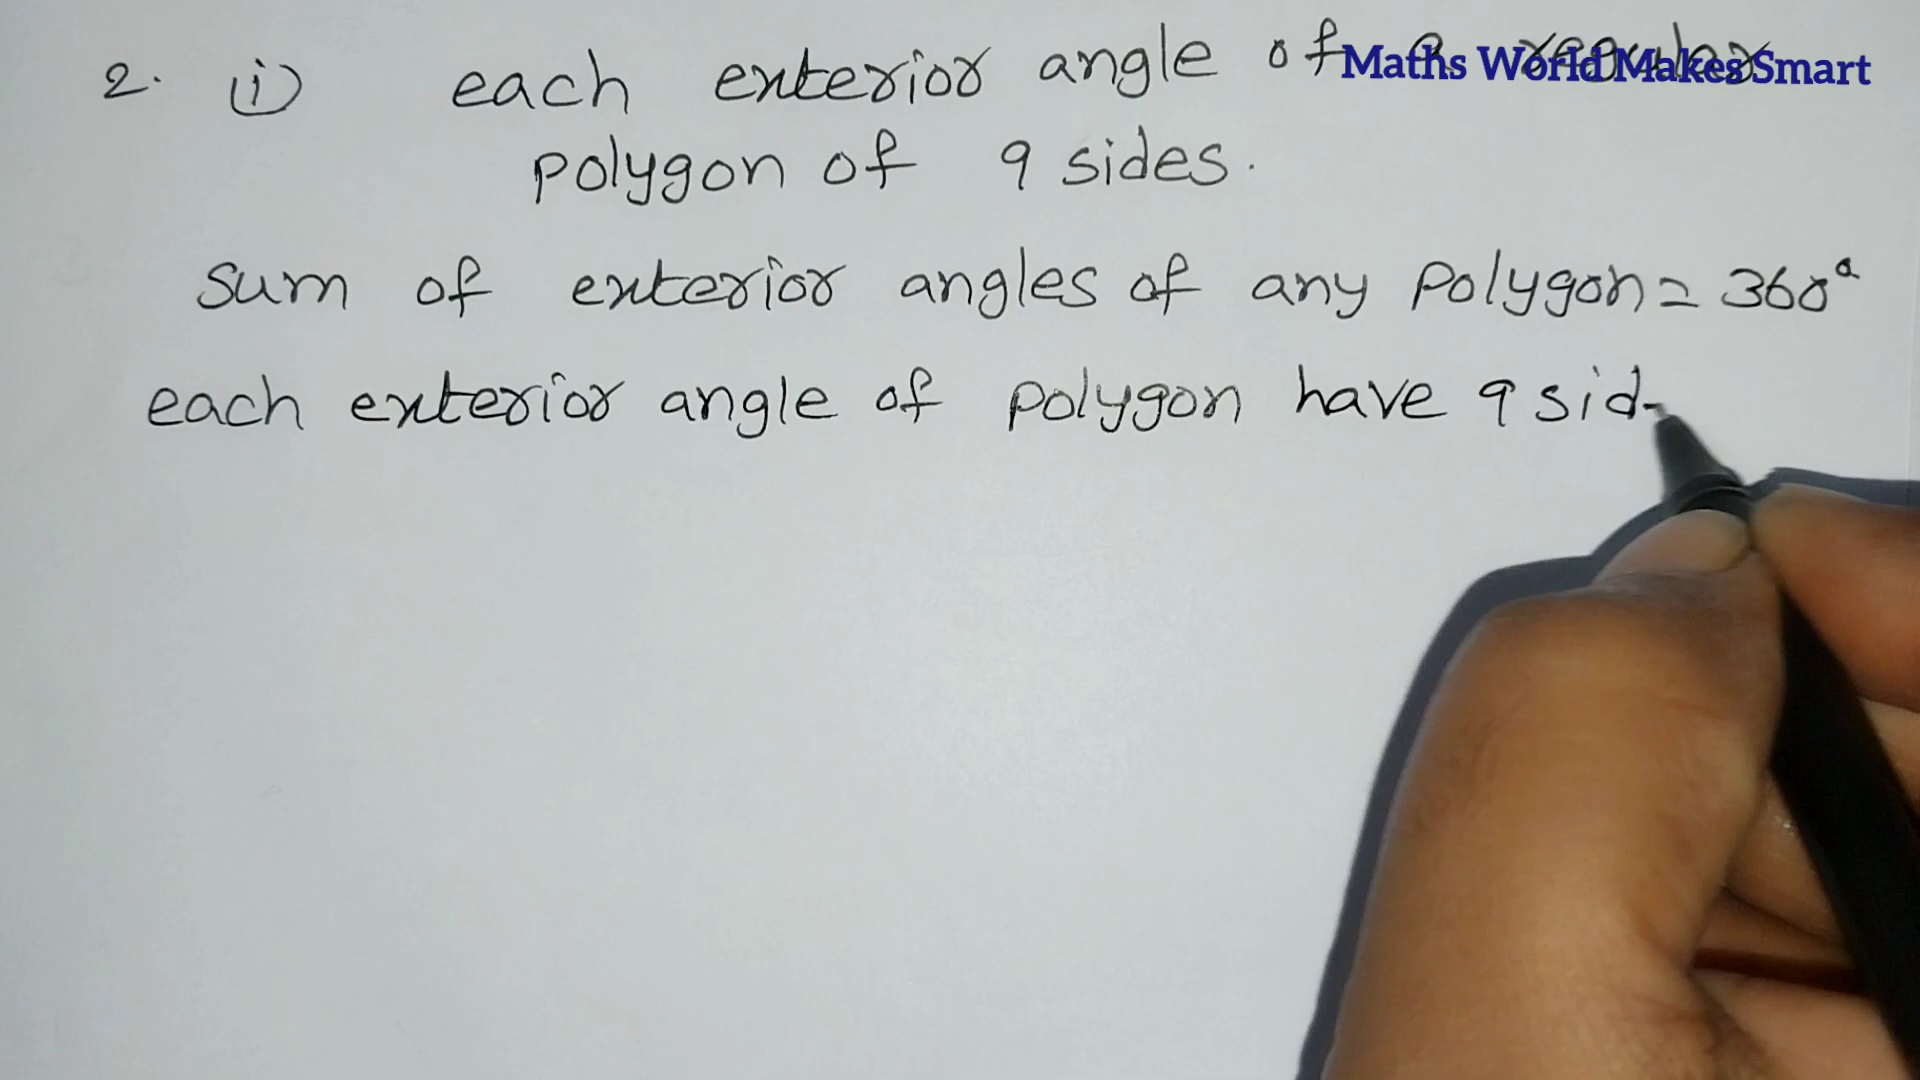 2. (i) each exterior angle of a regular
Maths World Makes Smart
polygon of 9 sides.
Sum of exterior angles of any polygon = 360°
each exterior angle of polygon have 9 sid